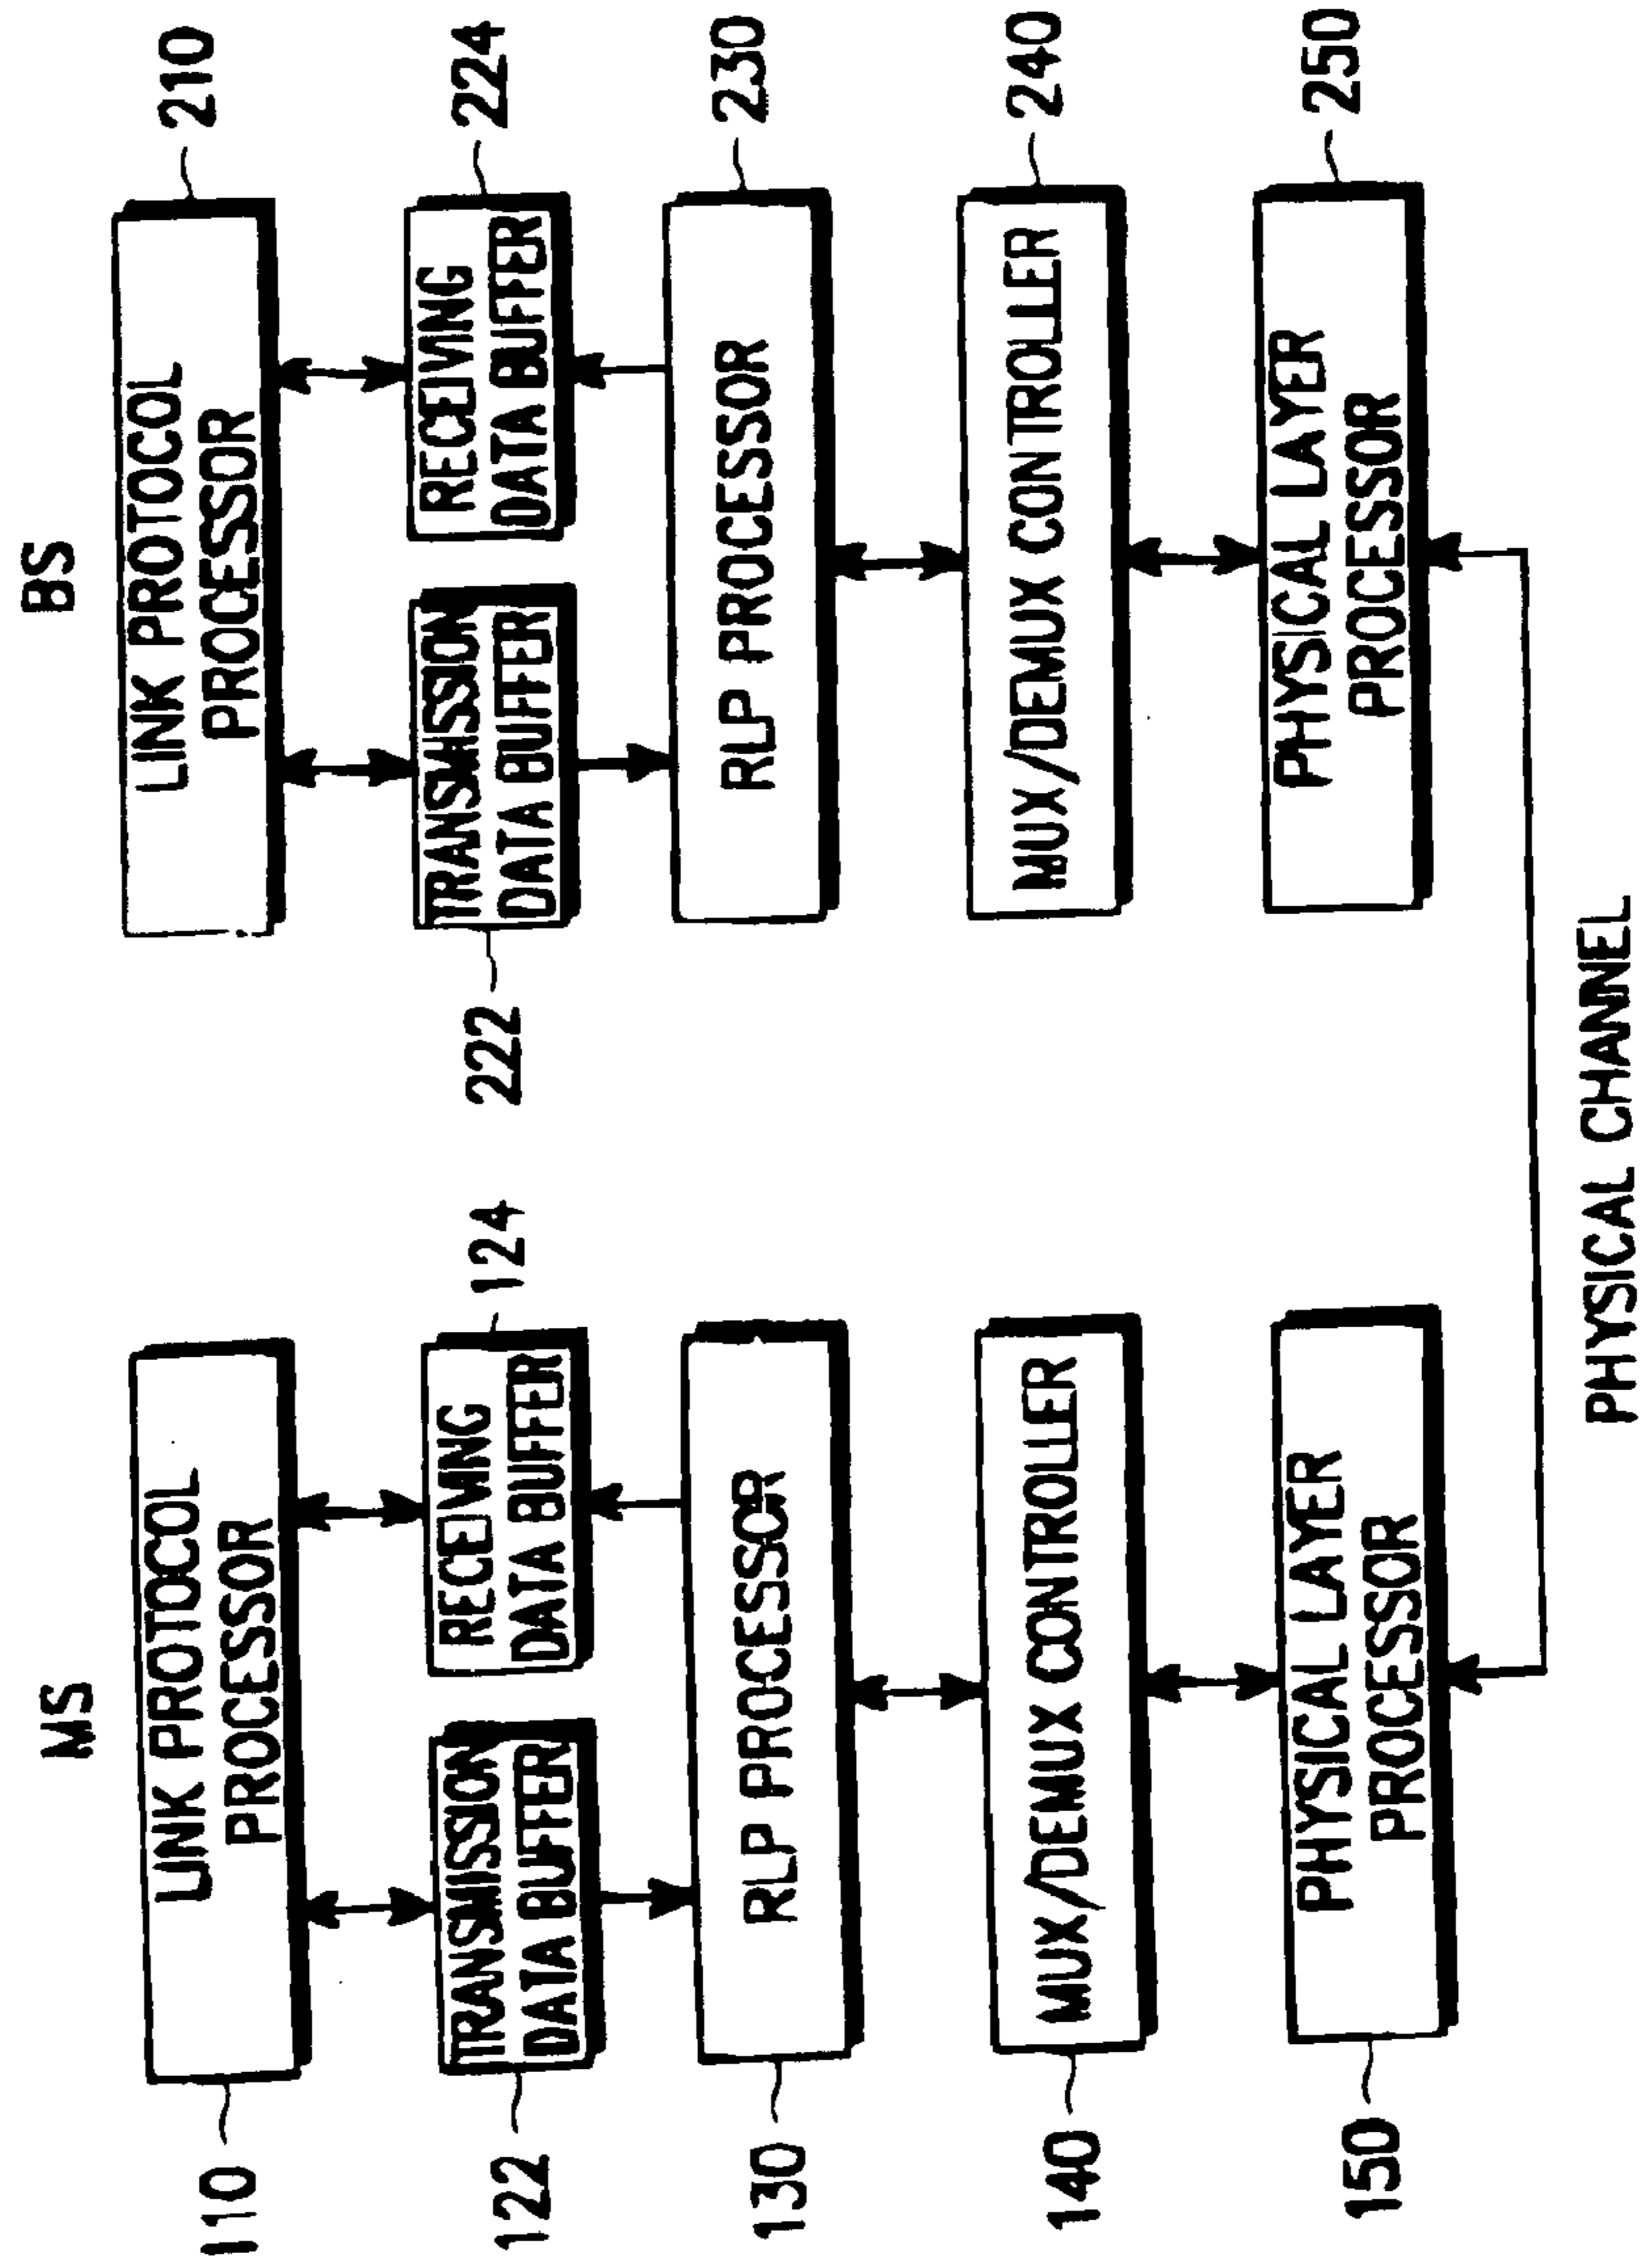 MS
BS
110
LINK PROTOCOL
PROCESSOR
LINK PROTOCOL
PROCESSOR
210
122
TRANSMISSION
DATA BUFFER
RECEIVING
DATA BUFFER
124
222
TRANSMISSION
DATA BUFFER
RECEIVING
DATA BUFFER
224
130
RLP PROCESSOR
RLP PROCESSOR
230
140
MUX/DEMUX CONTROLLER
MUX/DEMUX CONTROLLER
240
150
PHYSICAL LAYER
PROCESSOR
PHYSICAL LAYER
PROCESSOR
250
PHYSICAL CHANNEL